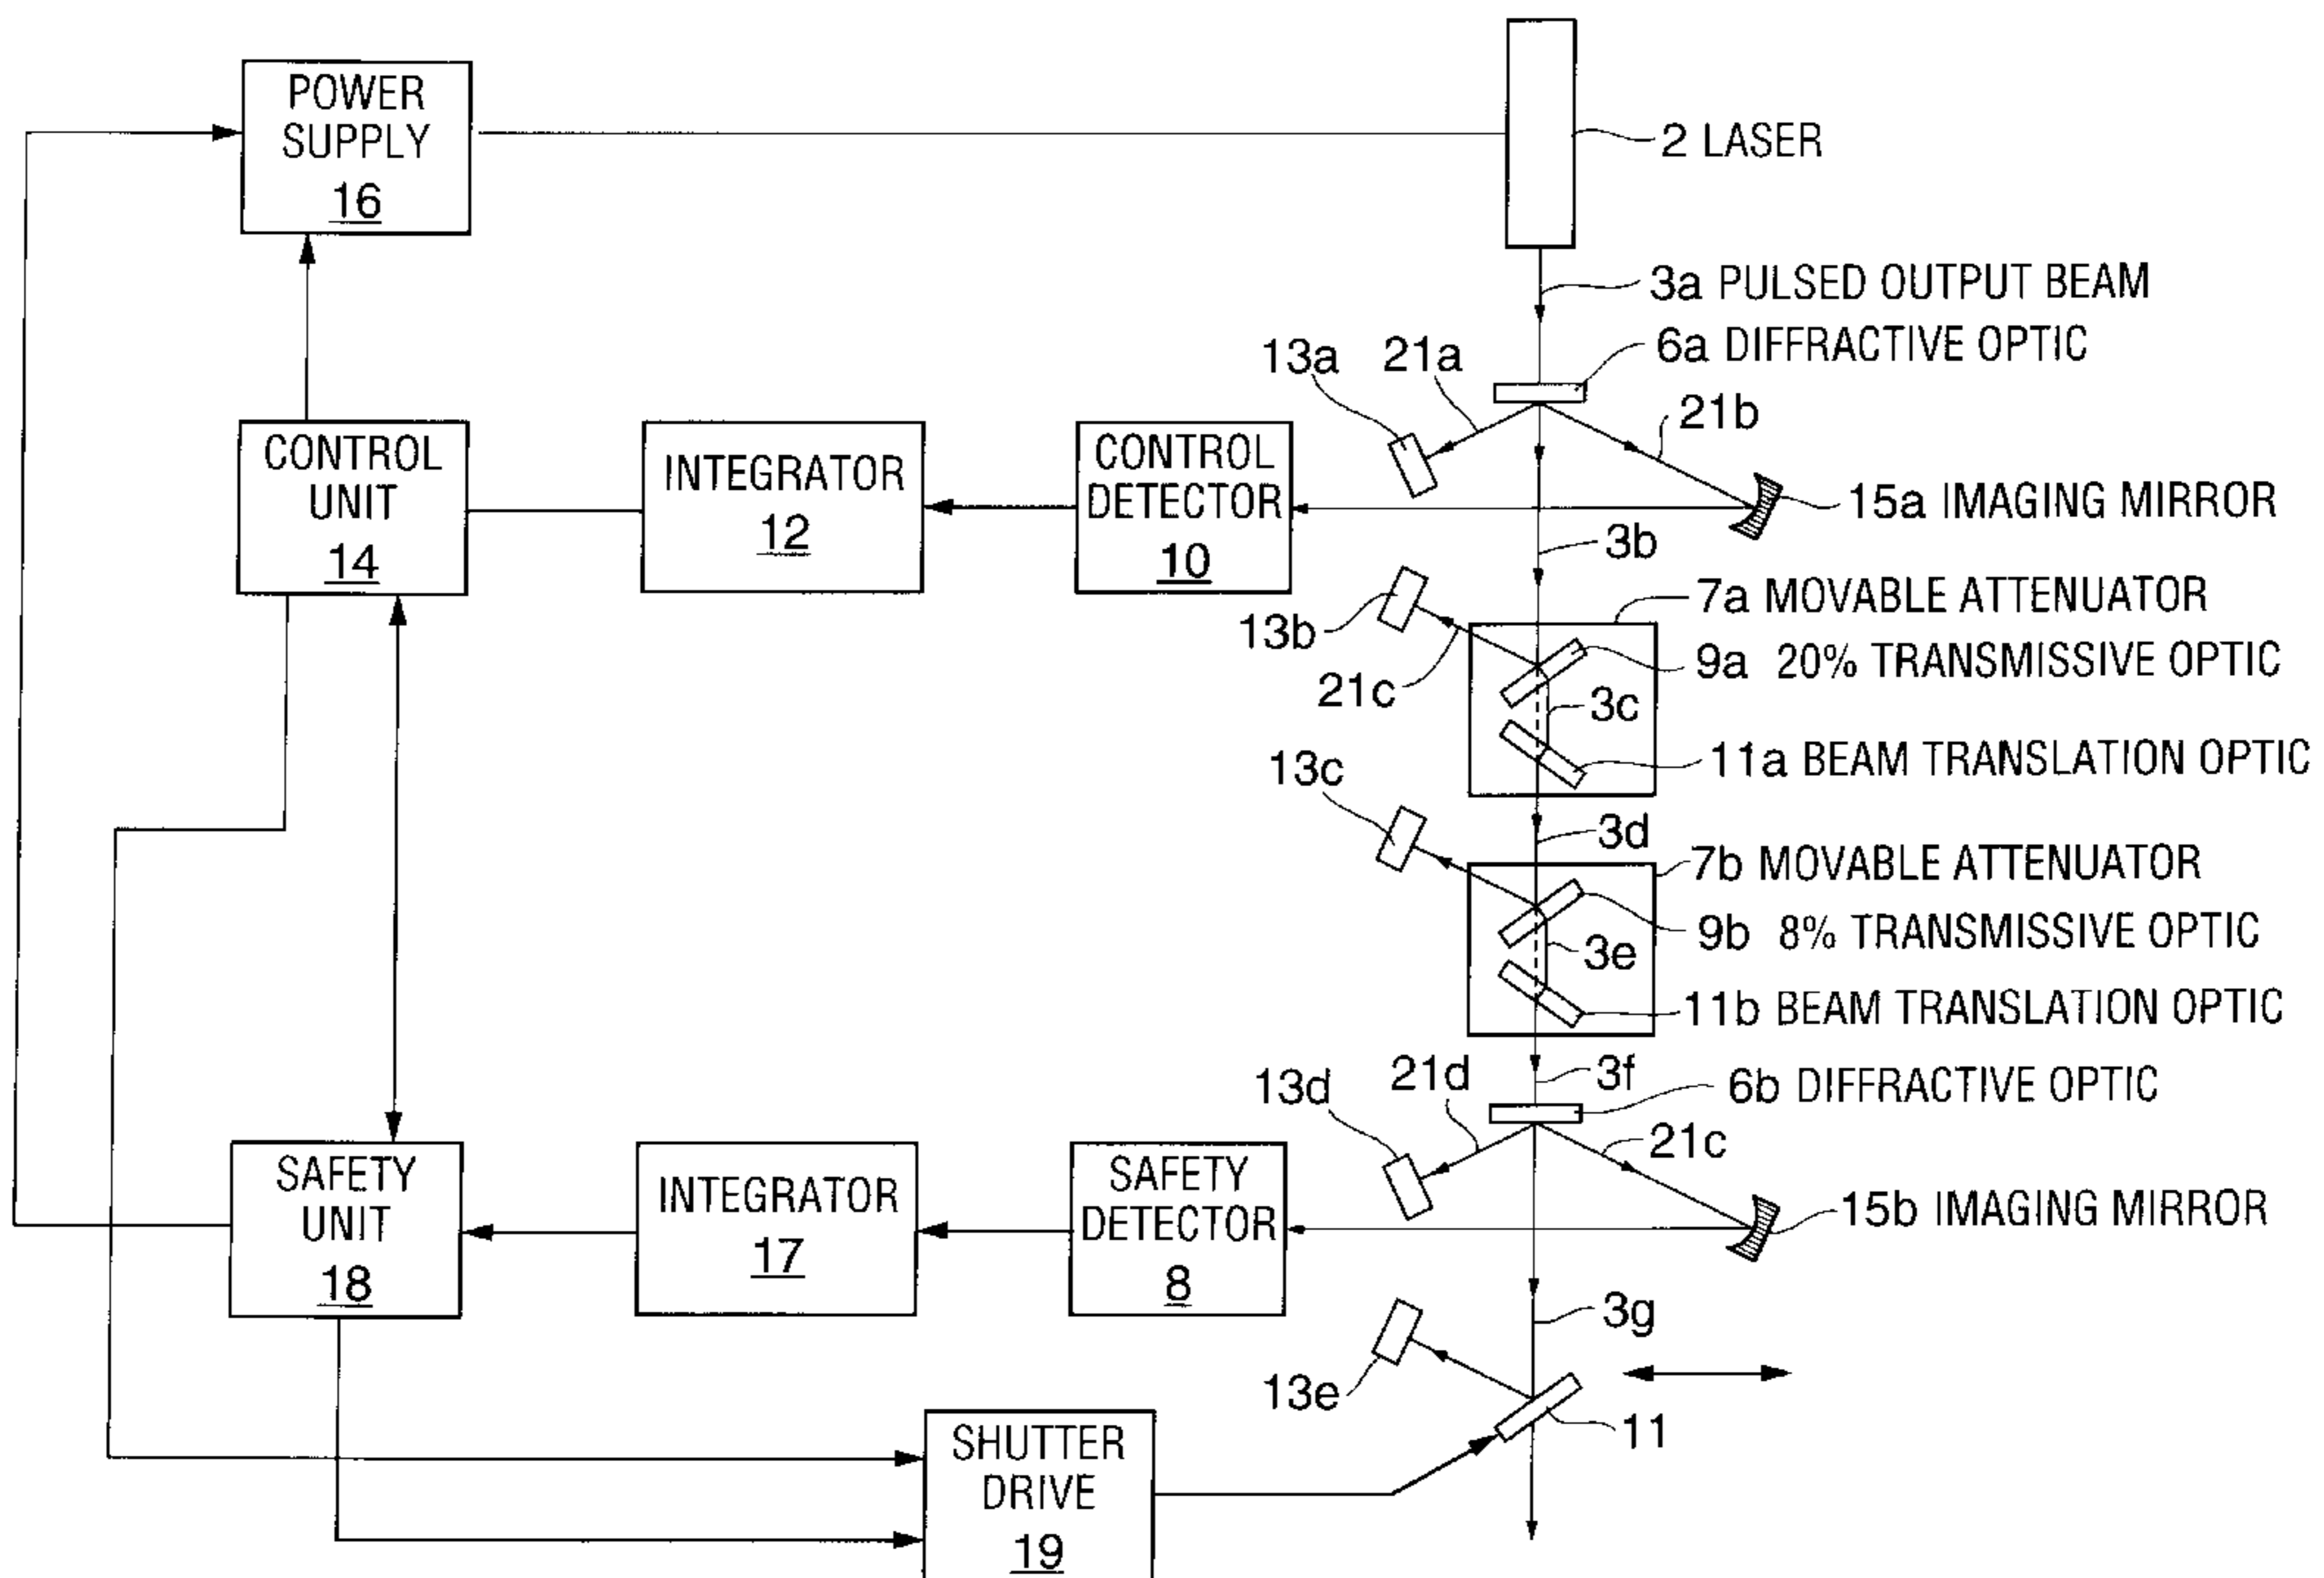 POWER
SUPPLY
16
2 LASER
3a PULSED OUTPUT BEAM
6a DIFFRACTIVE OPTIC
13a
21a
21b
CONTROL
UNIT
14
INTEGRATOR
12
CONTROL
DETECTOR
10
15a IMAGING MIRROR
3b
7a MOVABLE ATTENUATOR
13b
9a 20% TRANSMISSIVE OPTIC
21c
3c
11a BEAM TRANSLATION OPTIC
13c
3d
7b MOVABLE ATTENUATOR
9b 8% TRANSMISSIVE OPTIC
3e
11b BEAM TRANSLATION OPTIC
13d
21d
3f
6b DIFFRACTIVE OPTIC
21c
SAFETY
UNIT
18
INTEGRATOR
17
SAFETY
DETECTOR
8
15b IMAGING MIRROR
3g
13e
11
SHUTTER
DRIVE
19